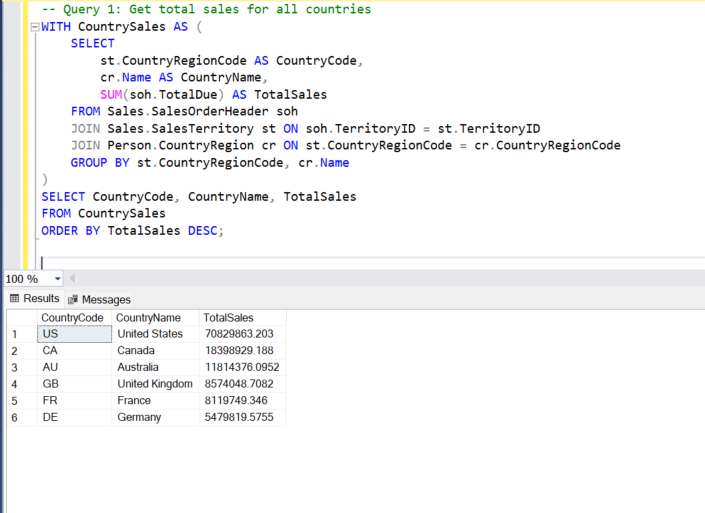 -- Query 1: Get total sales for all countries
WITH CountrySales AS (
SELECT
st.CountryRegionCode AS CountryCode,
cr.Name AS CountryName,
SUM(soh.TotalDue) AS TotalSales
FROM Sales.SalesOrderHeader soh
JOIN Sales.SalesTerritory st ON soh.TerritoryID = st.TerritoryID
JOIN Person.CountryRegion cr ON st.CountryRegionCode = cr.CountryRegionCode
GROUP BY st.CountryRegionCode, cr.Name
)
SELECT CountryCode, CountryName, TotalSales
FROM CountrySales
ORDER BY TotalSales DESC;
100 %
Results Messages
CountryCode CountryName TotalSales
1 US United States 70829863.203
2 CA Canada 18398929.188
3 AU Australia 11814376.0952
4 GB United Kingdom 8574048.7082
5 FR France 8119749.346
6 DE Germany 5479819.5755